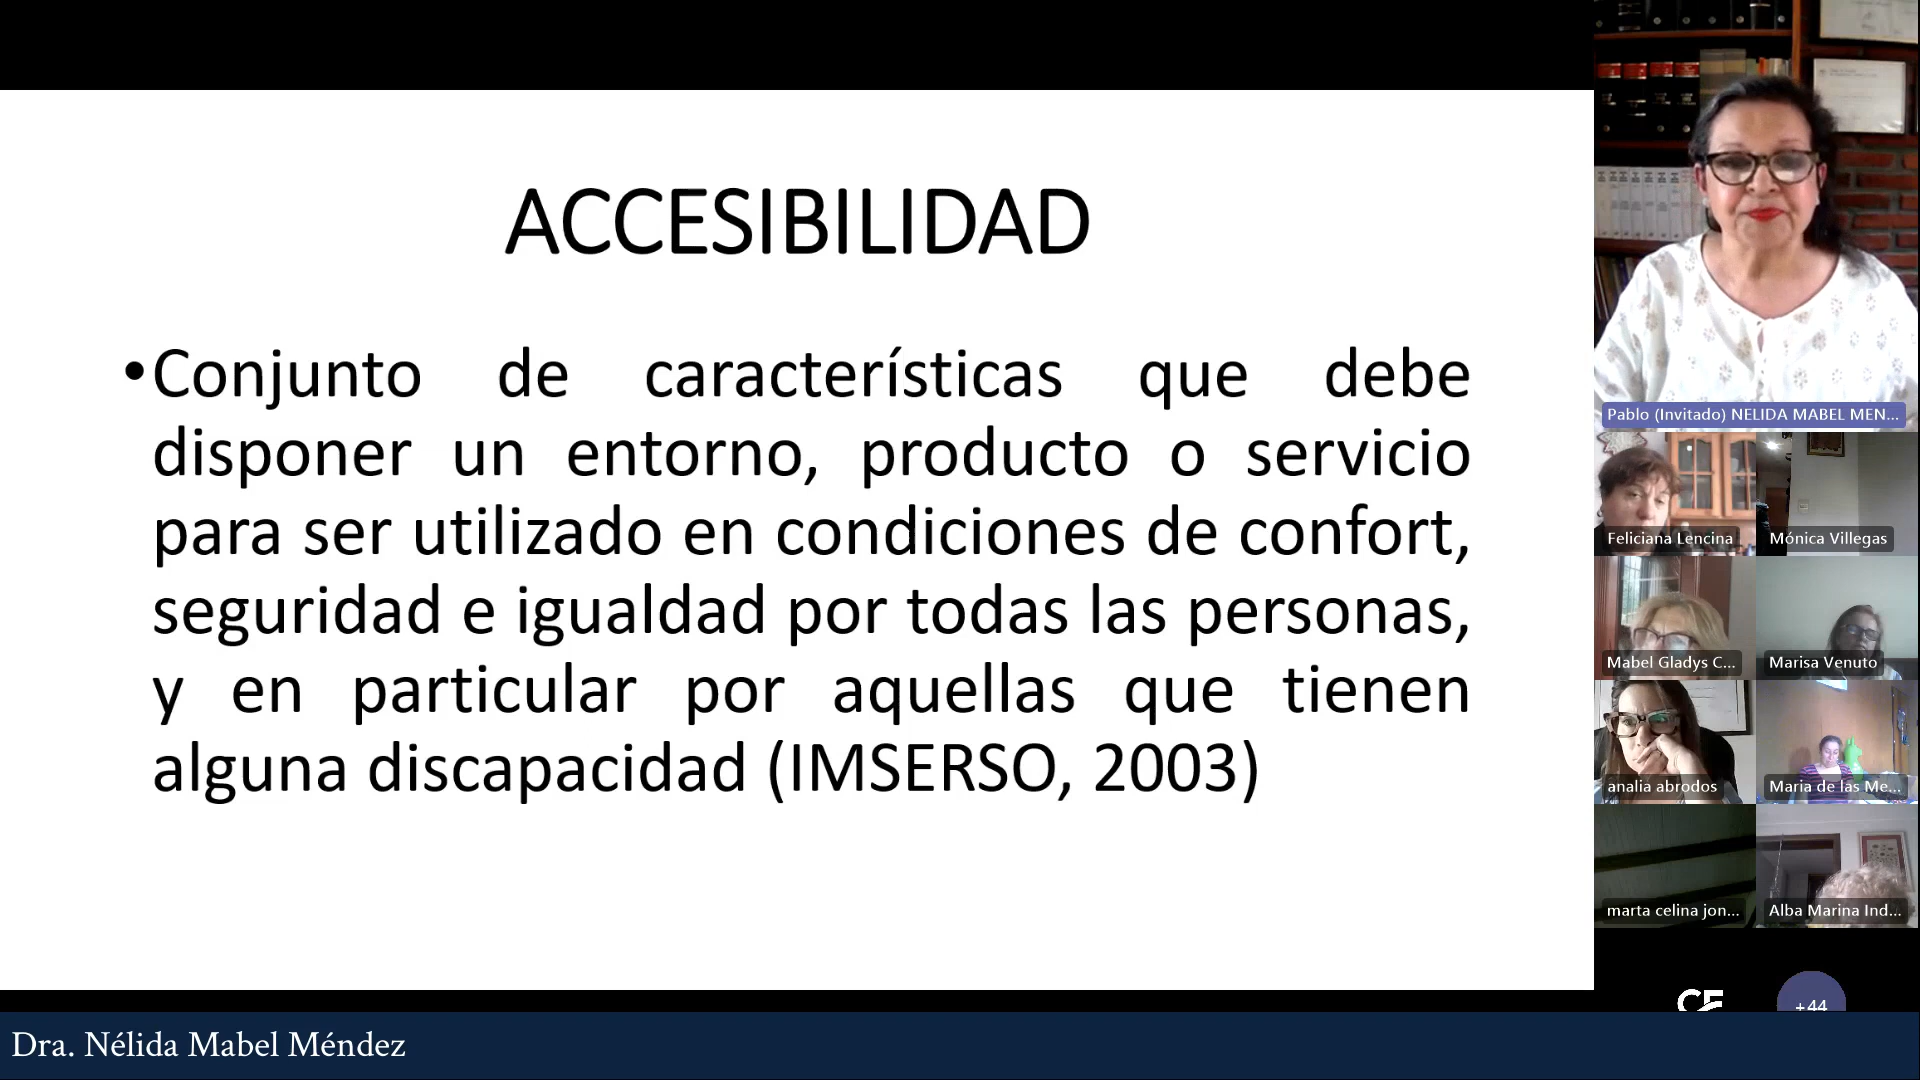 ACCESIBILIDAD
•Conjunto de características que debe
disponer un entorno, producto o servicio
para ser utilizado en condiciones de confort,
seguridad e igualdad por todas las personas,
y en particular por aquellas que tienen
alguna discapacidad (IMSERSO, 2003)
Pablo (Invitado) NELIDA MABEL MEN...
Feliciana Lencina
Mónica Villegas
Mabel Gladys C...
Marisa Venuto
analia abrodos
Maria de las Me...
marta celina jon...
Alba Marina Ind...
CF
+44
Dra. Nélida Mabel Méndez